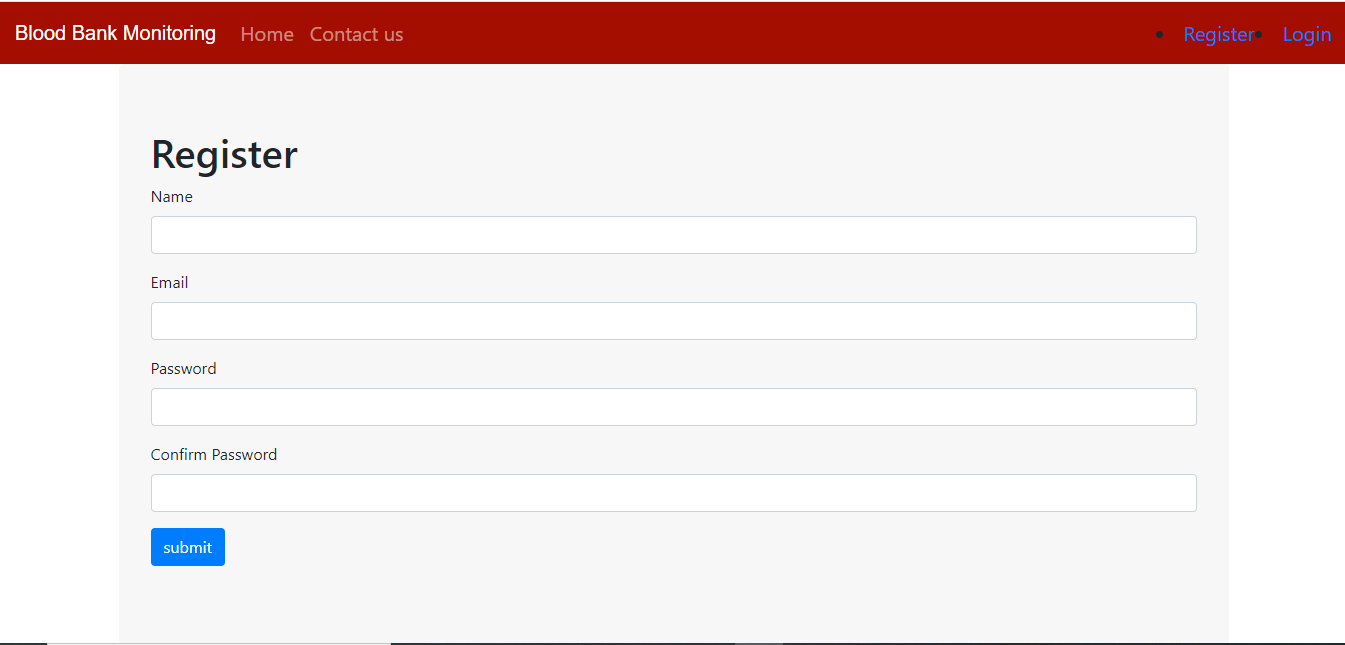 Blood Bank Monitoring Home Contact us • Register • Login
Register
Name
Email
Password
Confirm Password
submit